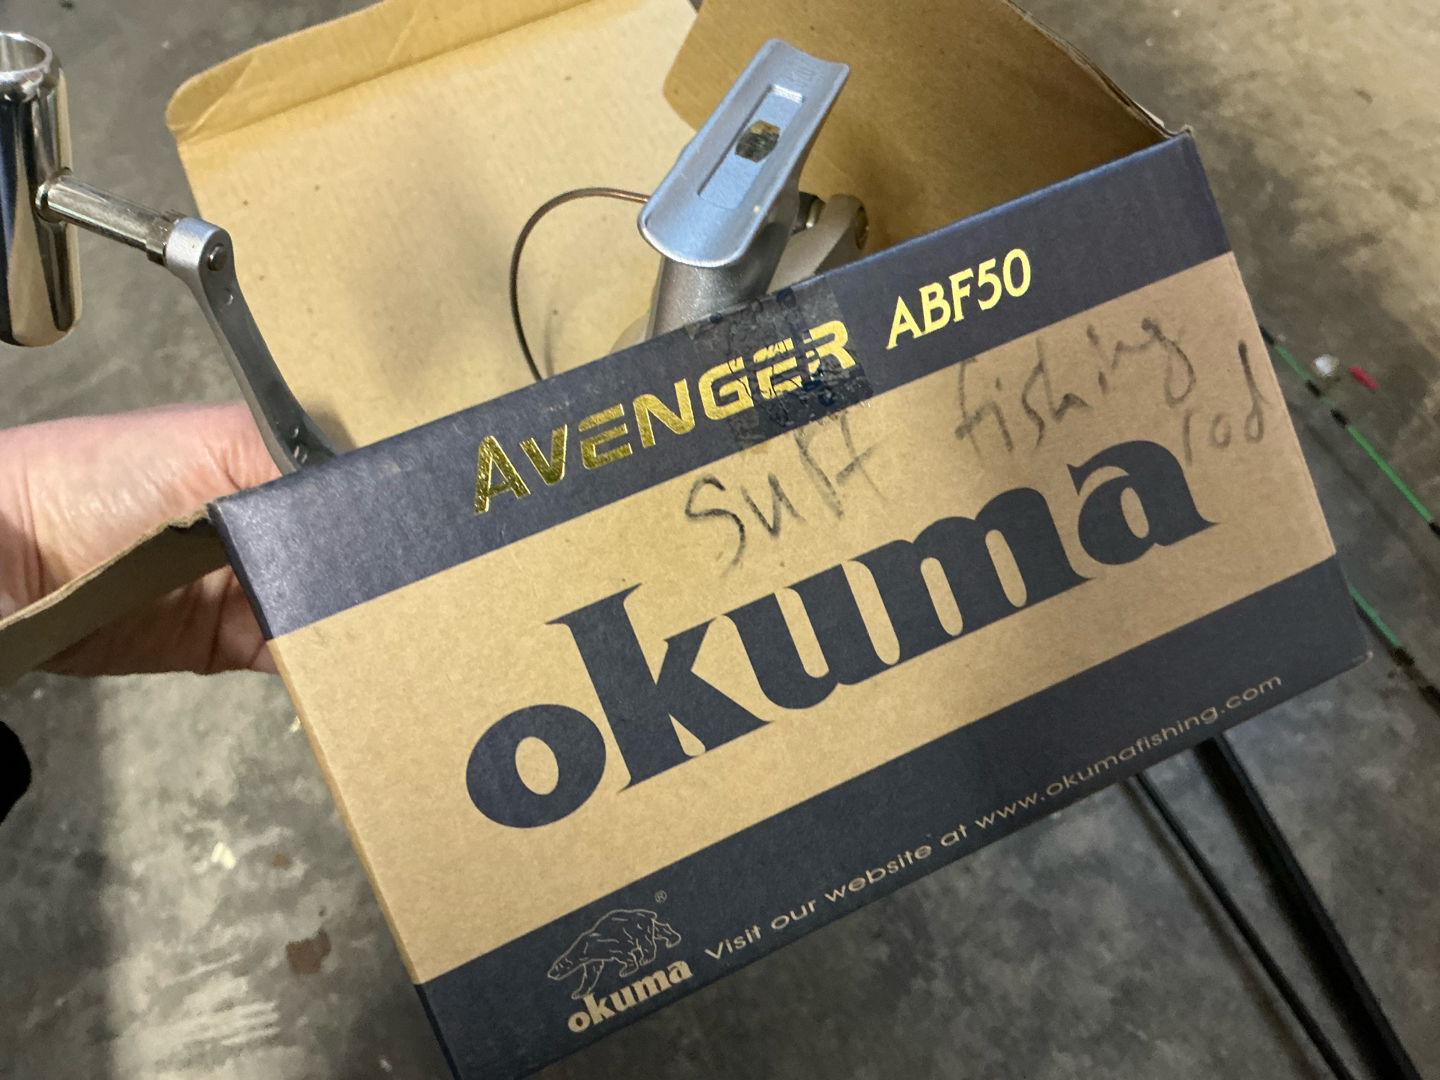 AVENGER ABF50
Surf fishing
rod
okuma
®
okuma
Visit our website at www.okumafishing.com